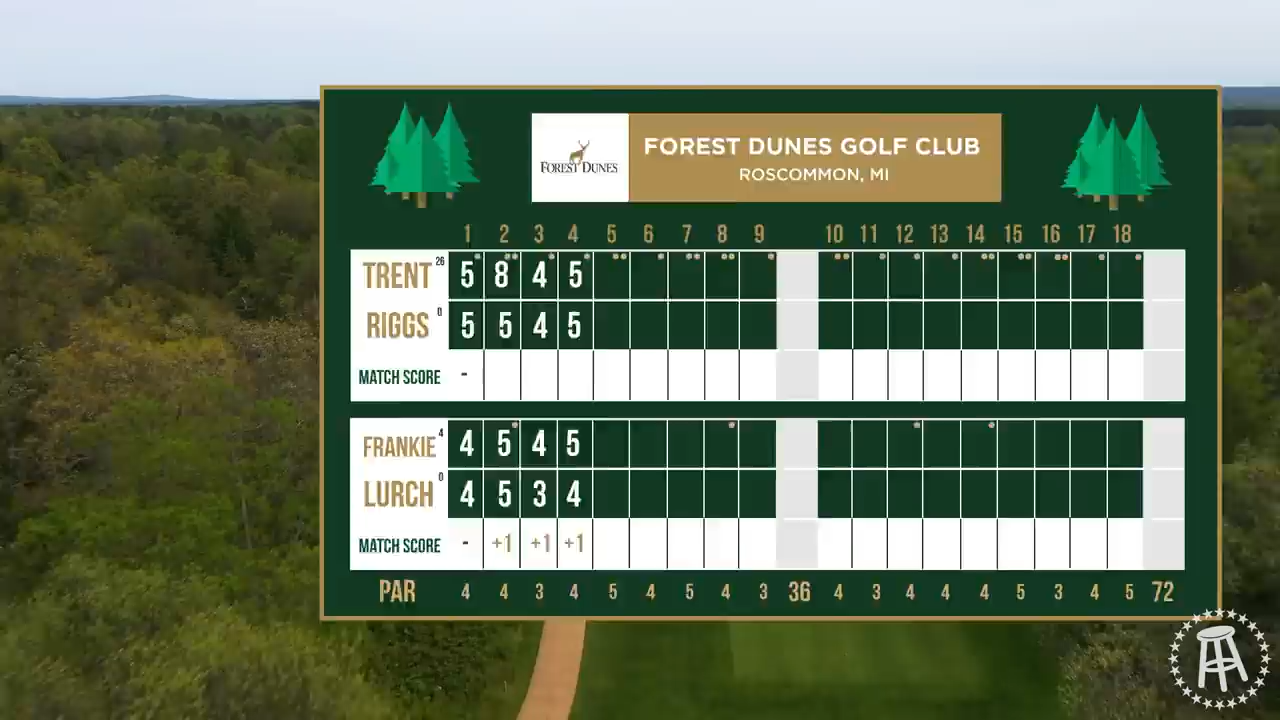 FOREST DUNES
FOREST DUNES GOLF CLUB
ROSCOMMON, MI
1 2 3 4 5 6 7 8 9 10 11 12 13 14 15 16 17 18
TRENT 26 5 8 4 5
RIGGS 0 5 5 4 5
MATCH SCORE -
FRANKIE 4 4 5 4 5
LURCH 0 4 5 3 4
MATCH SCORE - +1 +1 +1
PAR 4 4 3 4 5 4 5 4 3 36 4 3 4 4 4 5 3 4 5 72